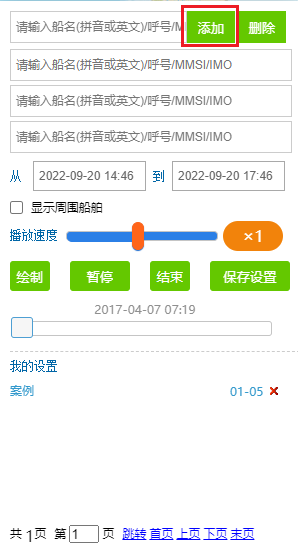 请输入船名(拼音或英文)/呼号/MMSI/IMO 添加 删除
请输入船名(拼音或英文)/呼号/MMSI/IMO
请输入船名(拼音或英文)/呼号/MMSI/IMO
请输入船名(拼音或英文)/呼号/MMSI/IMO
从 2022-09-20 14:46 到 2022-09-20 17:46
显示周围船舶
播放速度 ×1
绘制 暂停 结束 保存设置
2017-04-07 07:19
我的设置
案例 01-05
共 1页 第 1 页 跳转 首页 上页 下页 末页